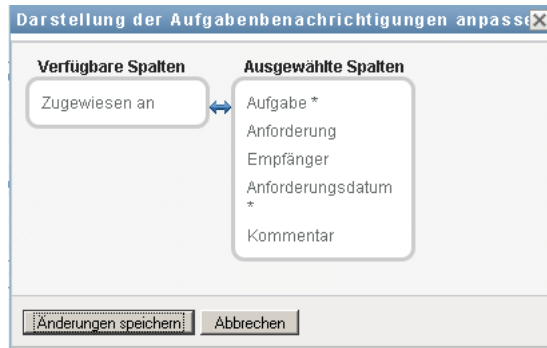 Darstellung der Aufgabenbenachrichtigungen anpasse
Verfügbare Spalten
Zugewiesen an
Ausgewählte Spalten
Aufgabe *
Anforderung
Empfänger
Anforderungsdatum
*
Kommentar
Änderungen speichern
Abbrechen